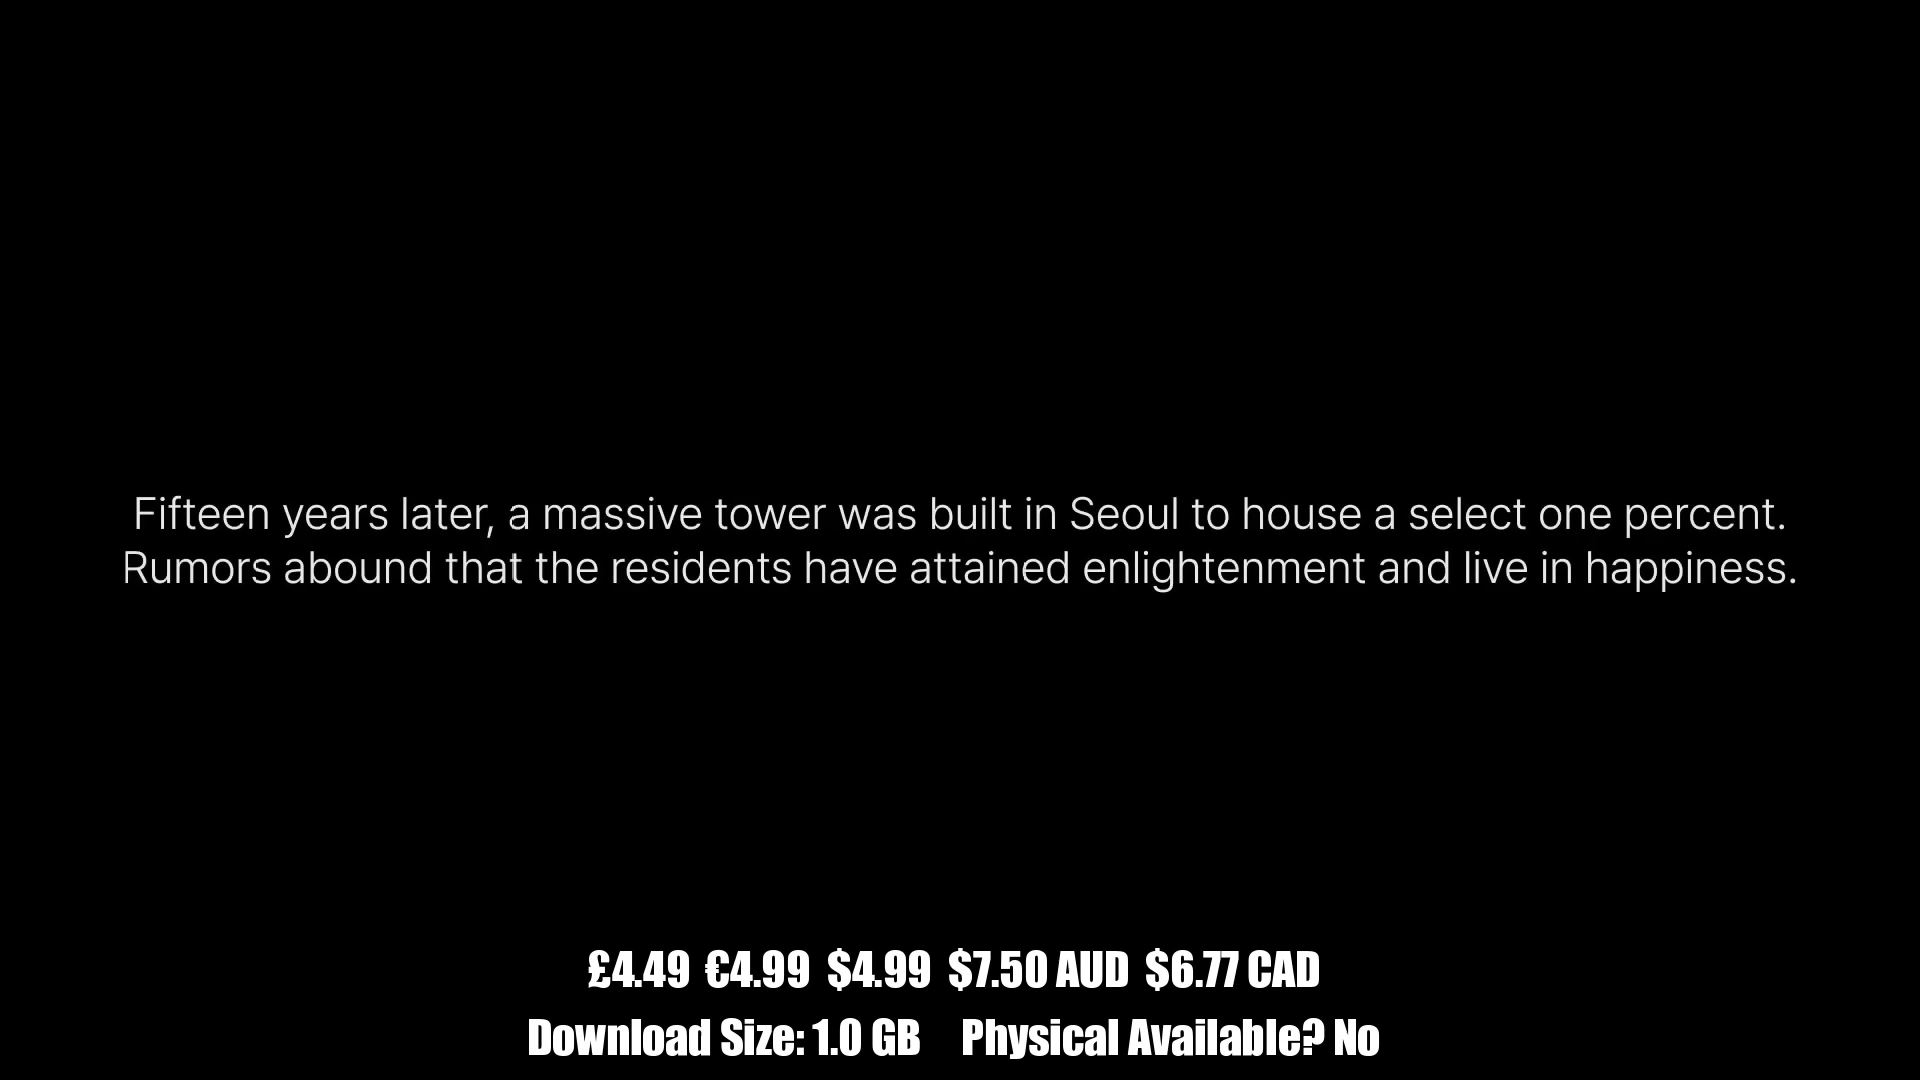 Fifteen years later, a massive tower was built in Seoul to house a select one percent.
Rumors abound that the residents have attained enlightenment and live in happiness.
£4.49 €4.99 $4.99 $7.50 AUD $6.77 CAD
Download Size: 1.0 GB Physical Available? No